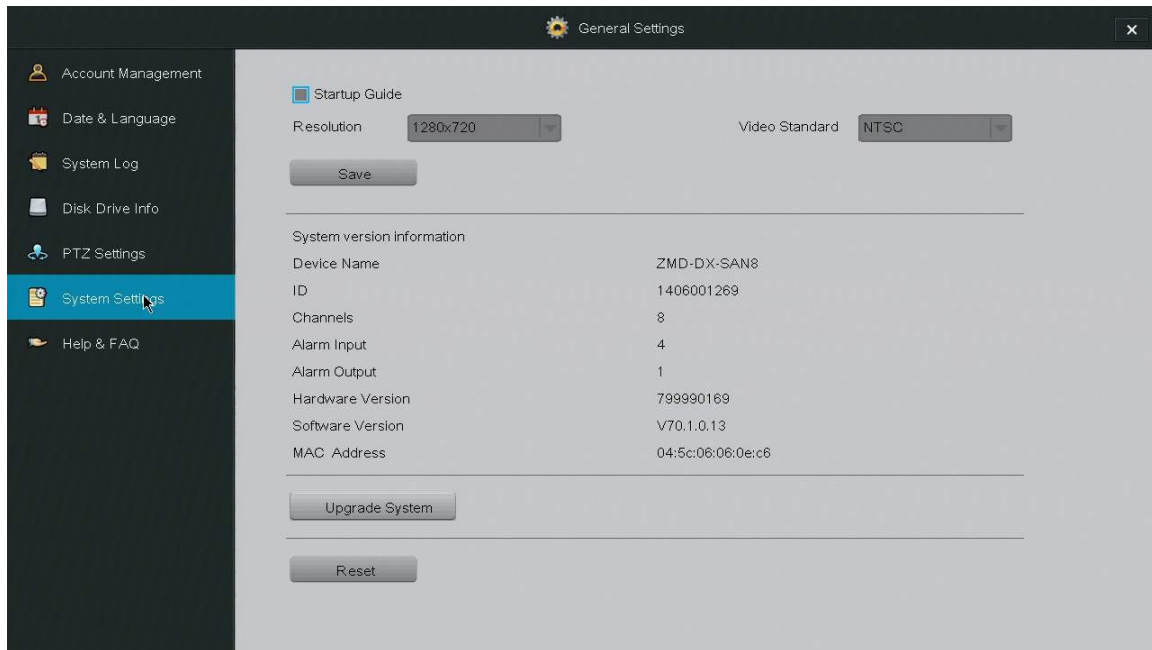 General Settings
Account Management
Date & Language
System Log
Disk Drive Info
PTZ Settings
System Settings
Help & FAQ
Startup Guide
Resolution 1280x720 Video Standard NTSC
Save
System version information
Device Name ZMD-DX-SAN8
ID 1406001269
Channels 8
Alarm Input 4
Alarm Output 1
Hardware Version 799990169
Software Version V70.1.0.13
MAC Address 04:5c:06:06:0e:c6
Upgrade System
Reset